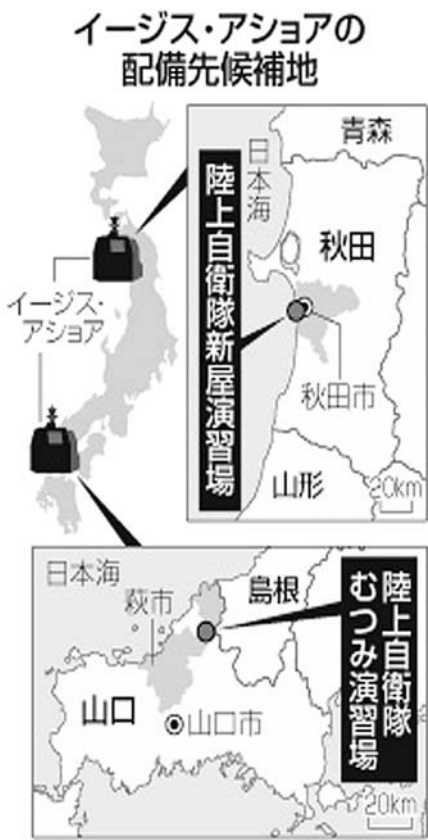 イージス・アショアの
配備先候補地
イージス・
アショア
青森
日本海
陸上自衛隊新屋演習場
秋田
秋田市
山形
20km
日本海
萩市
島根
陸上自衛隊
むつみ演習場
山口
山口市
20km